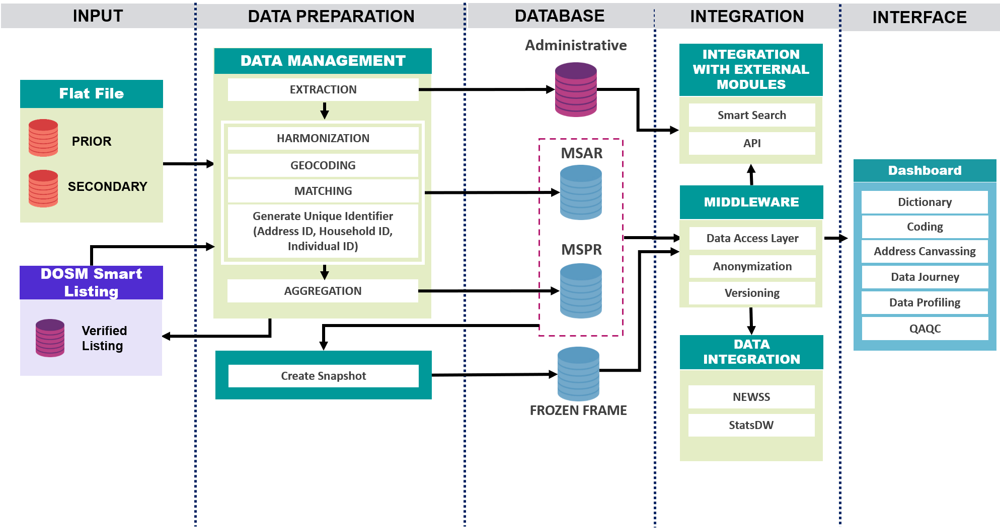 INPUT
DATA PREPARATION
DATABASE
INTEGRATION
INTERFACE
Flat File
PRIOR
SECONDARY
DOSM Smart
Listing
Verified
Listing
DATA MANAGEMENT
EXTRACTION
HARMONIZATION
GEOCODING
MATCHING
Generate Unique Identifier
(Address ID, Household ID,
Individual ID)
AGGREGATION
Create Snapshot
Administrative
MSAR
MSPR
FROZEN FRAME
INTEGRATION
WITH EXTERNAL
MODULES
Smart Search
API
MIDDLEWARE
Data Access Layer
Anonymization
Versioning
DATA
INTEGRATION
NEWSS
StatsDW
Dashboard
Dictionary
Coding
Address Canvassing
Data Journey
Data Profiling
QAQC